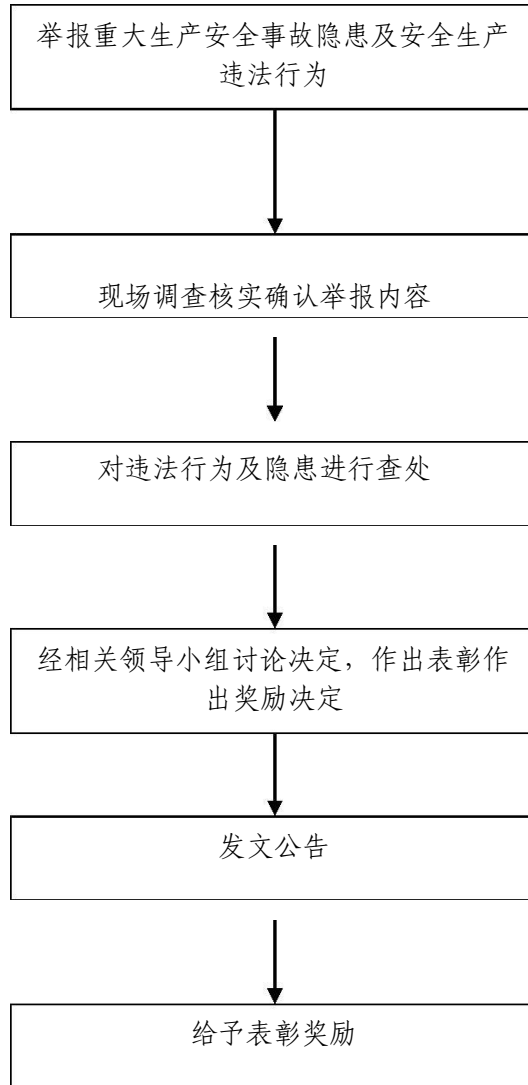 举报重大生产安全事故隐患及安全生产
违法行为
现场调查核实确认举报内容
对违法行为及隐患进行查处
经相关领导小组讨论决定，作出表彰作
出奖励决定
发文公告
给予表彰奖励